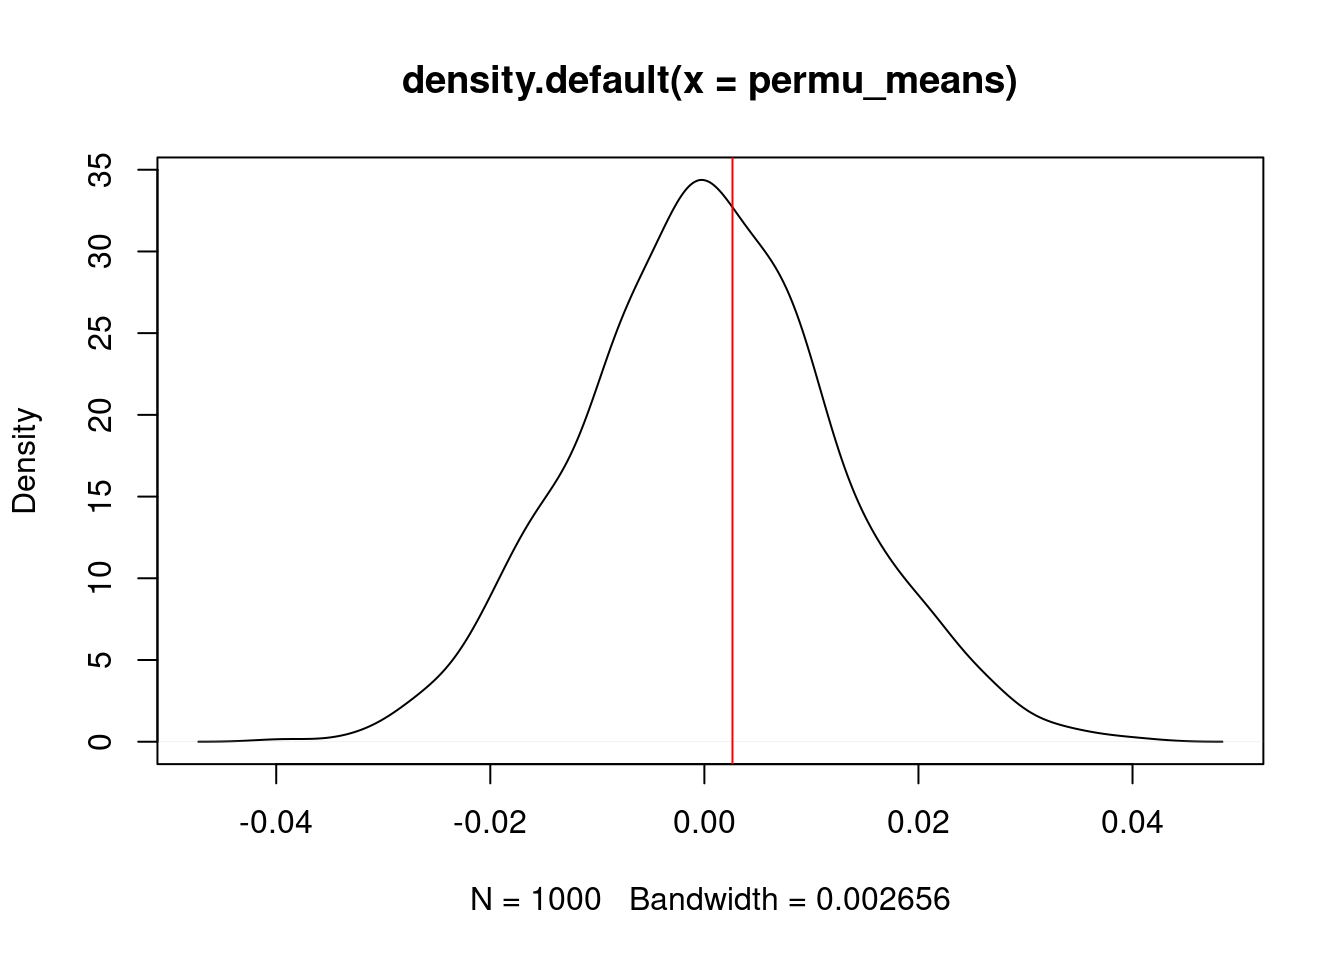 density.default(x = permu_means)
Density
35
30
25
20
15
10
5
0
-0.04 -0.02 0.00 0.02 0.04
N = 1000 Bandwidth = 0.002656